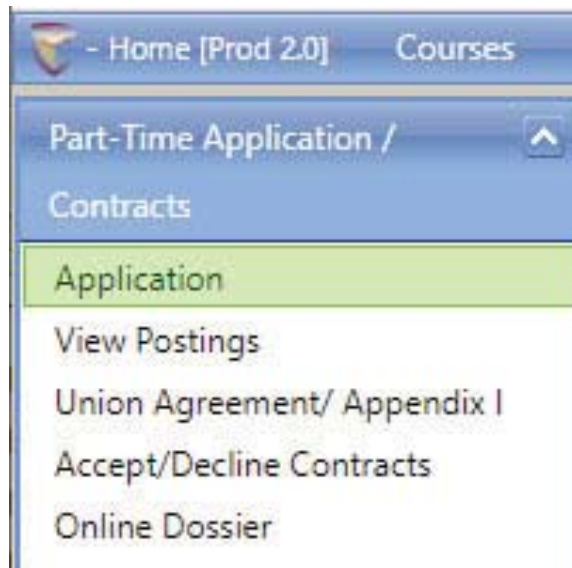 - Home [Prod 2.0] Courses
Part-Time Application /
Contracts
Application
View Postings
Union Agreement/ Appendix I
Accept/Decline Contracts
Online Dossier